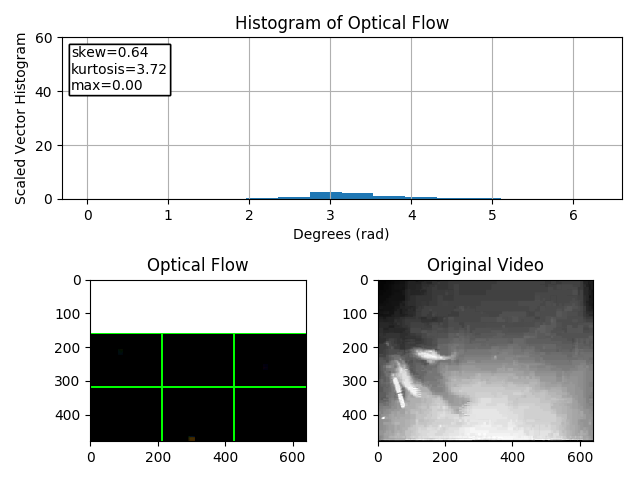 Histogram of Optical Flow
skew=0.64
kurtosis=3.72
max=0.00
Scaled Vector Histogram
60
40
20
0
0 1 2 3 4 5 6
Degrees (rad)
Optical Flow
0
100
200
300
400
0 200 400 600
Original Video
0
100
200
300
400
0 200 400 600